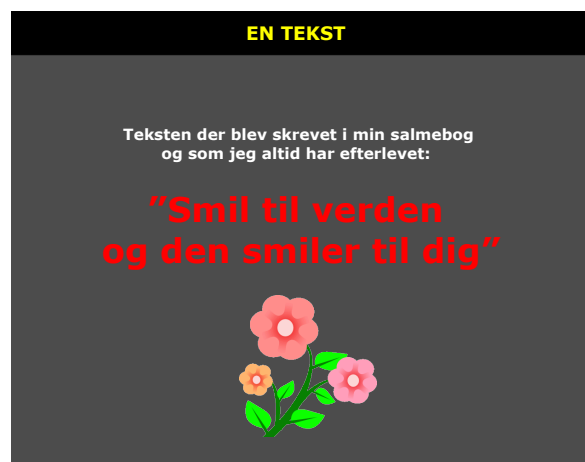 EN TEKST
Teksten der blev skrevet i min salmebog
og som jeg altid har efterlevet:
”Smil til verden
og den smiler til dig”